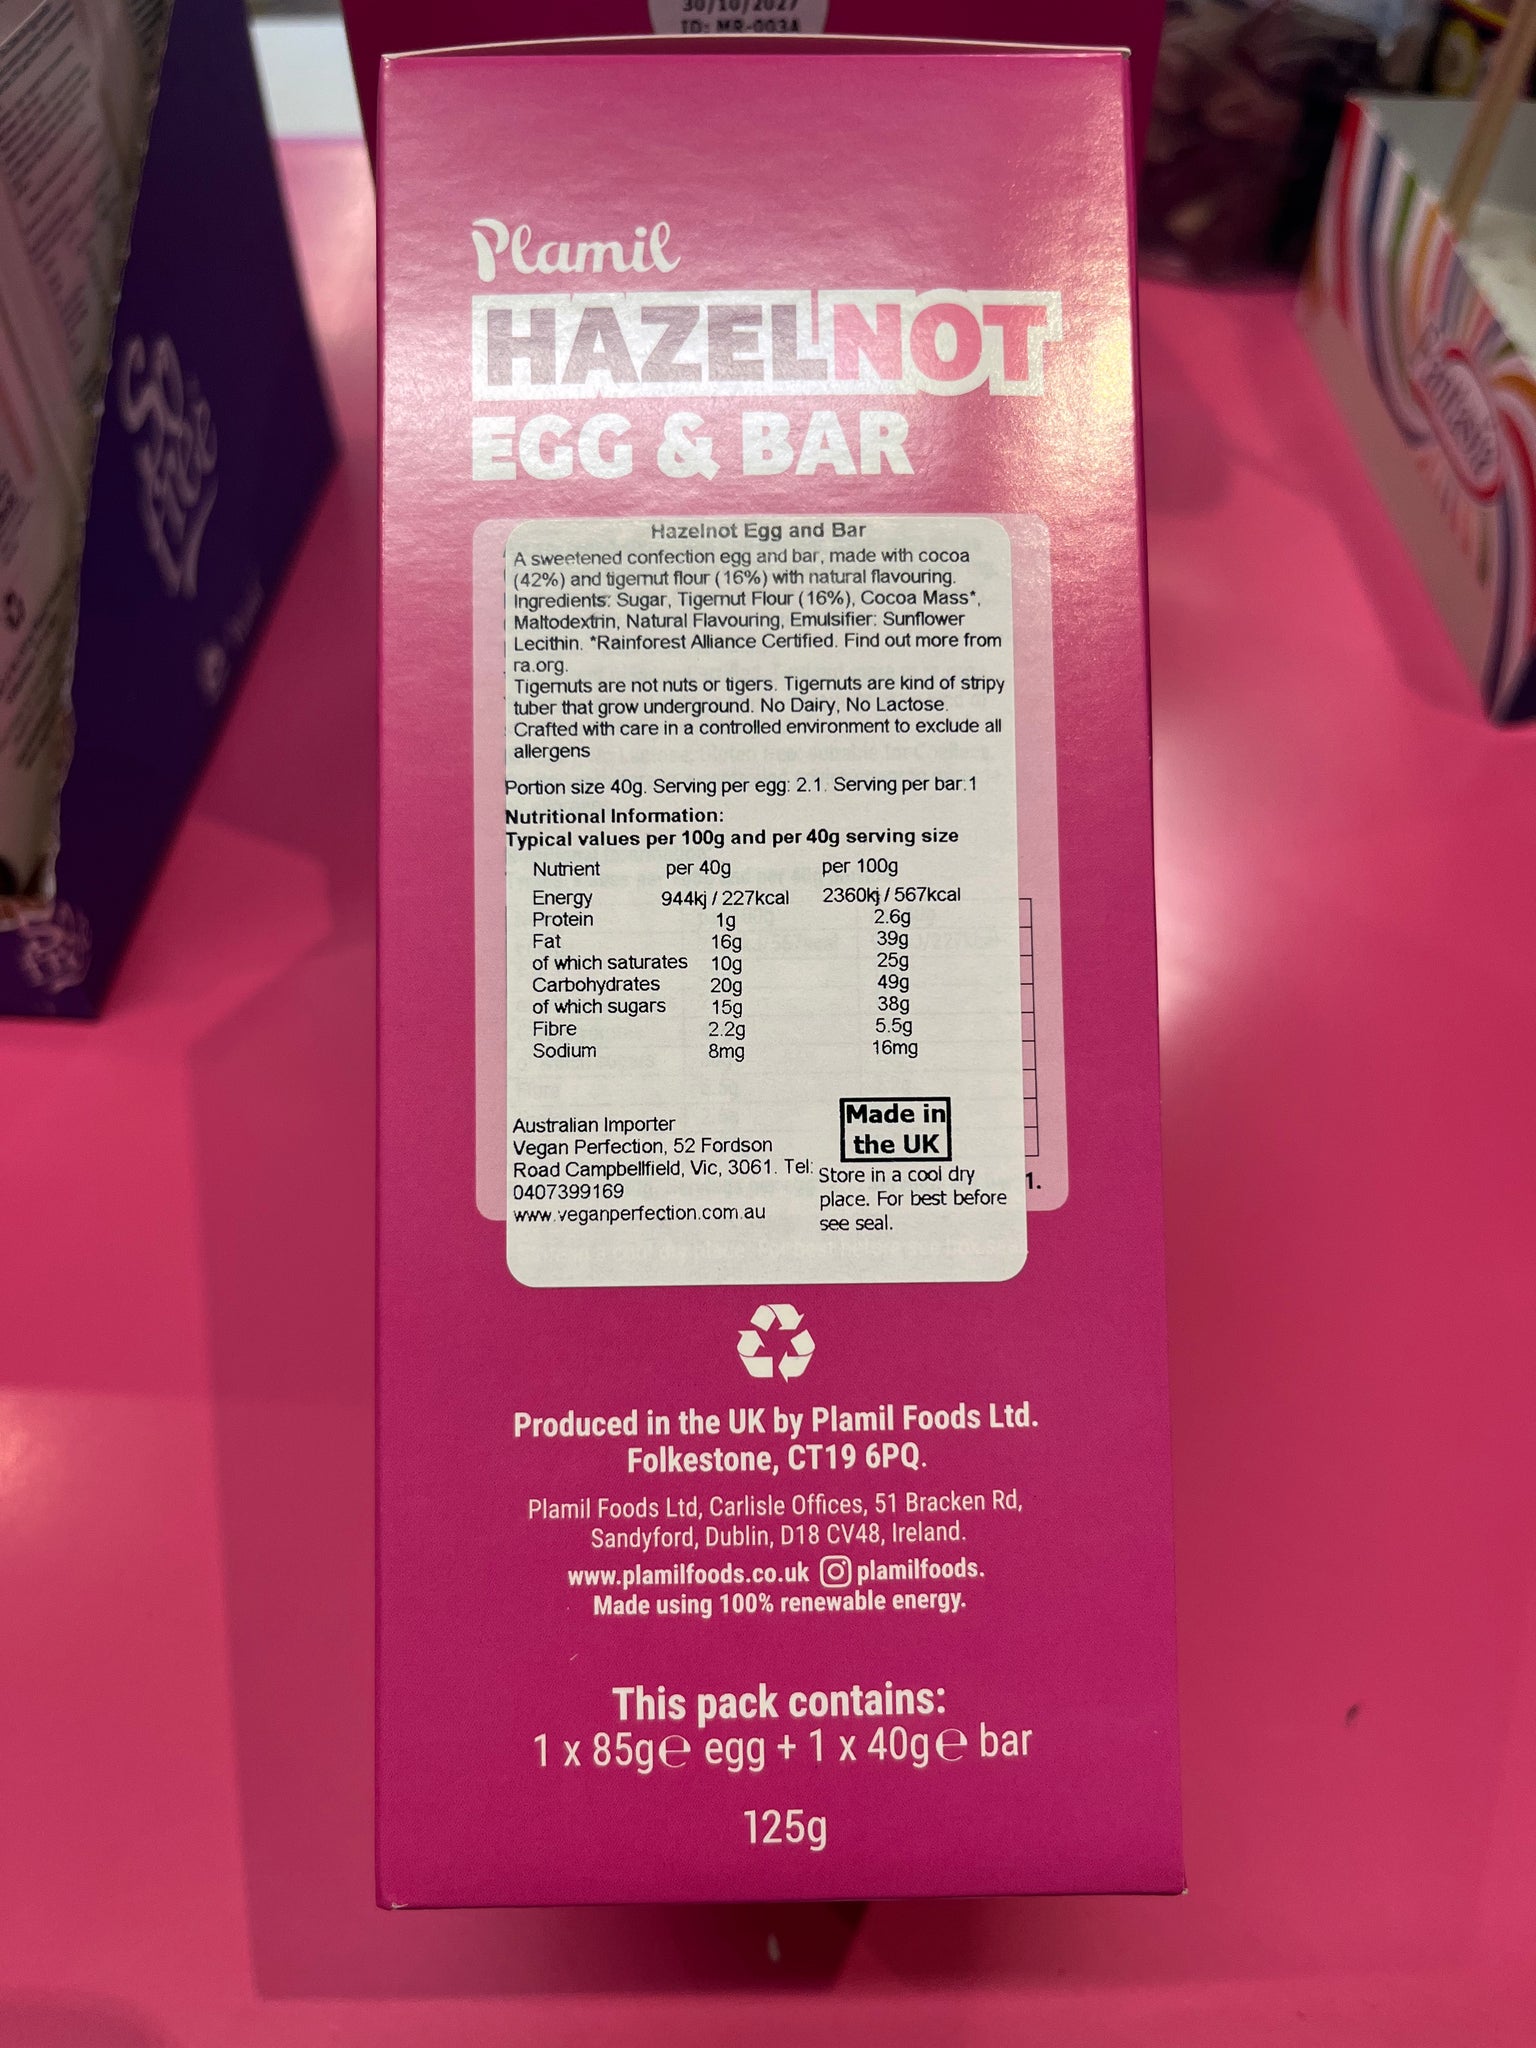 30/10/2027
ID: MR-003A
Plamil
HAZELNOT
EGG & BAR
Hazelnot Egg and Bar
A sweetened confection egg and bar, made with cocoa
(42%) and tigernut flour (16%) with natural flavouring.
Ingredients: Sugar, Tigernut Flour (16%), Cocoa Mass*,
Maltodextrin, Natural Flavouring, Emulsifier: Sunflower
Lecithin. *Rainforest Alliance Certified. Find out more from
ra.org.
Tigernuts are not nuts or tigers. Tigernuts are kind of stripy
tuber that grow underground. No Dairy, No Lactose.
Crafted with care in a controlled environment to exclude all
allergens
Portion size 40g. Serving per egg: 2.1. Serving per bar:1
Nutritional Information:
Typical values per 100g and per 40g serving size
Nutrient per 40g per 100g
Energy 944kj / 227kcal 2360kj / 567kcal
Protein 1g 2.6g
Fat 16g 39g
of which saturates 10g 25g
Carbohydrates 20g 49g
of which sugars 15g 38g
Fibre 2.2g 5.5g
Sodium 8mg 16mg
Australian Importer
Vegan Perfection, 52 Fordson
Road Campbellfield, Vic, 3061. Tel:
0407399169
www.veganperfection.com.au
Made in
the UK
Store in a cool dry
place. For best before
see seal.
1.
Produced in the UK by Plamil Foods Ltd.
Folkestone, CT19 6PQ.
Plamil Foods Ltd, Carlisle Offices, 51 Bracken Rd,
Sandyford, Dublin, D18 CV48, Ireland.
www.plamilfoods.co.uk plamilfoods.
Made using 100% renewable energy.
This pack contains:
1 x 85g℮ egg + 1 x 40g℮ bar
125g